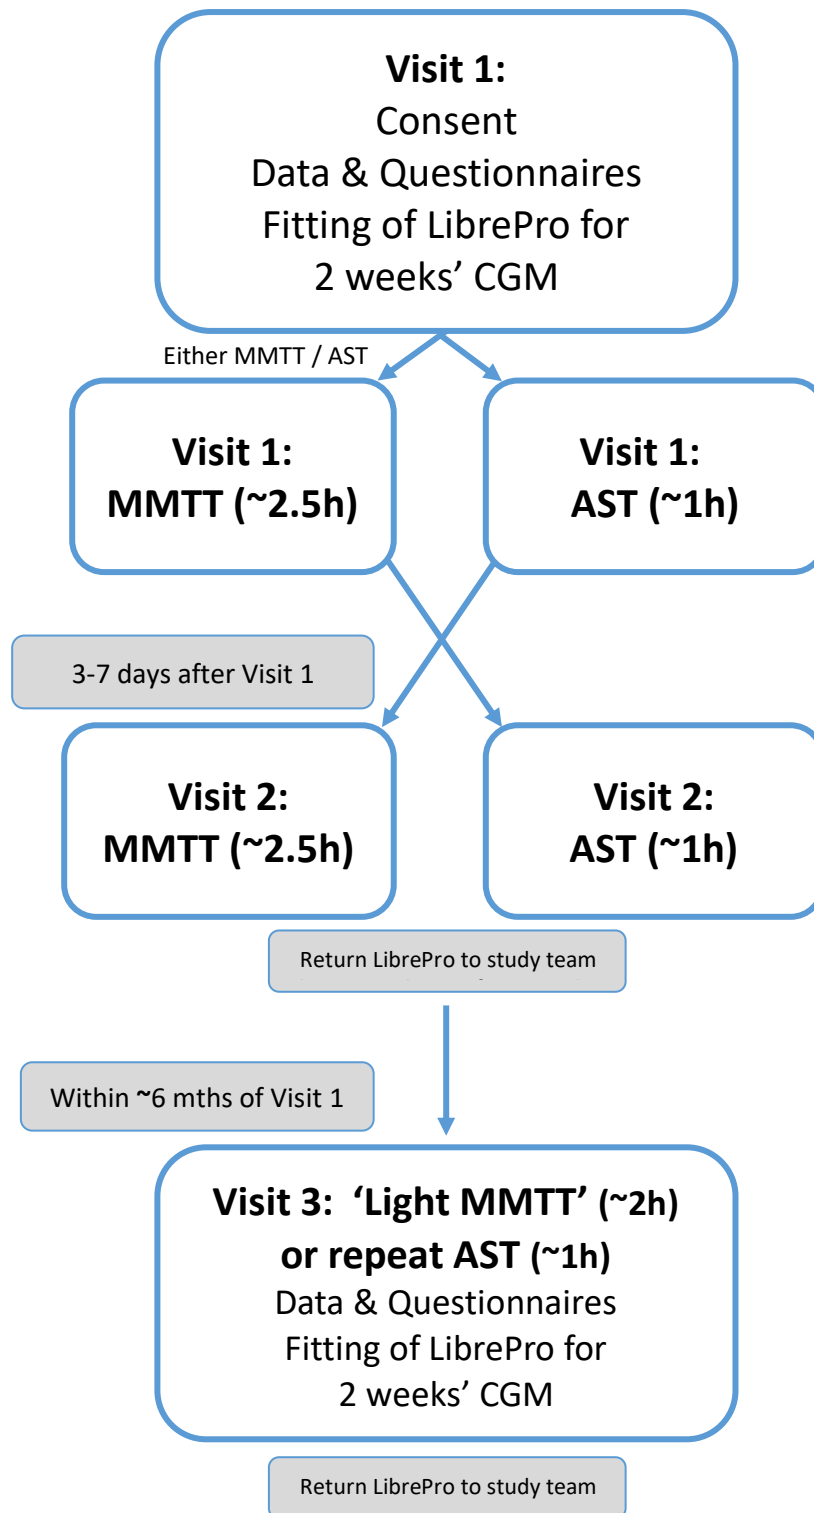 Visit 1:
Consent
Data & Questionnaires
Fitting of LibrePro for
2 weeks’ CGM
Either MMTT / AST
Visit 1:
MMTT (~2.5h)
Visit 1:
AST (~1h)
3-7 days after Visit 1
Visit 2:
MMTT (~2.5h)
Visit 2:
AST (~1h)
Return LibrePro to study team
Within ~6 mths of Visit 1
Visit 3: ‘Light MMTT’ (~2h)
or repeat AST (~1h)
Data & Questionnaires
Fitting of LibrePro for
2 weeks’ CGM
Return LibrePro to study team